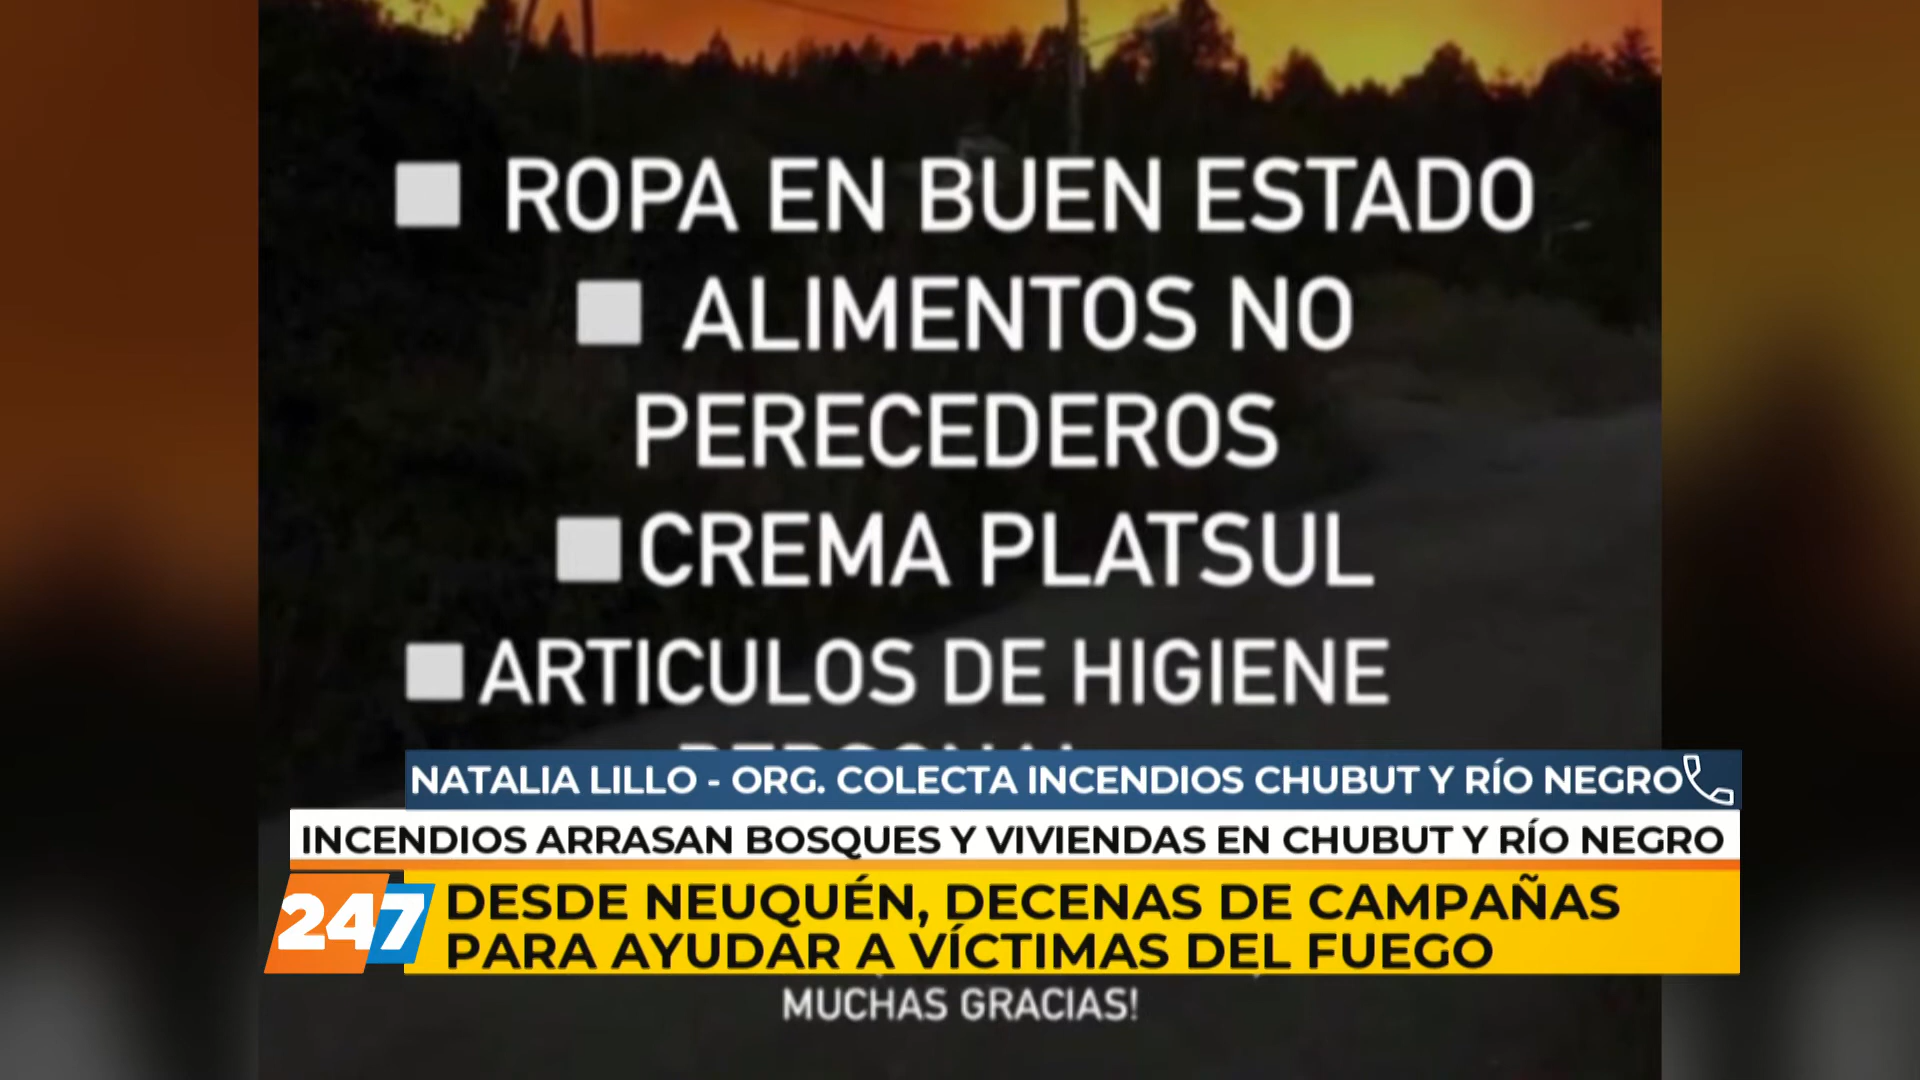 ROPA EN BUEN ESTADO
ALIMENTOS NO
PERECEDEROS
CREMA PLATSUL
ARTICULOS DE HIGIENE
NATALIA LILLO - ORG. COLECTA INCENDIOS CHUBUT Y RÍO NEGRO
INCENDIOS ARRASAN BOSQUES Y VIVIENDAS EN CHUBUT Y RÍO NEGRO
247
DESDE NEUQUÉN, DECENAS DE CAMPAÑAS
PARA AYUDAR A VÍCTIMAS DEL FUEGO
MUCHAS GRACIAS!